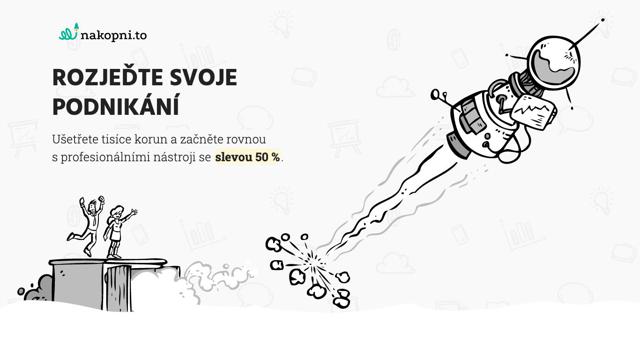 nakopni.to
ROZJEĎTE SVOJE
PODNIKÁNÍ
Ušetřete tisíce korun a začněte rovnou
s profesionálními nástroji se slevou 50 %.